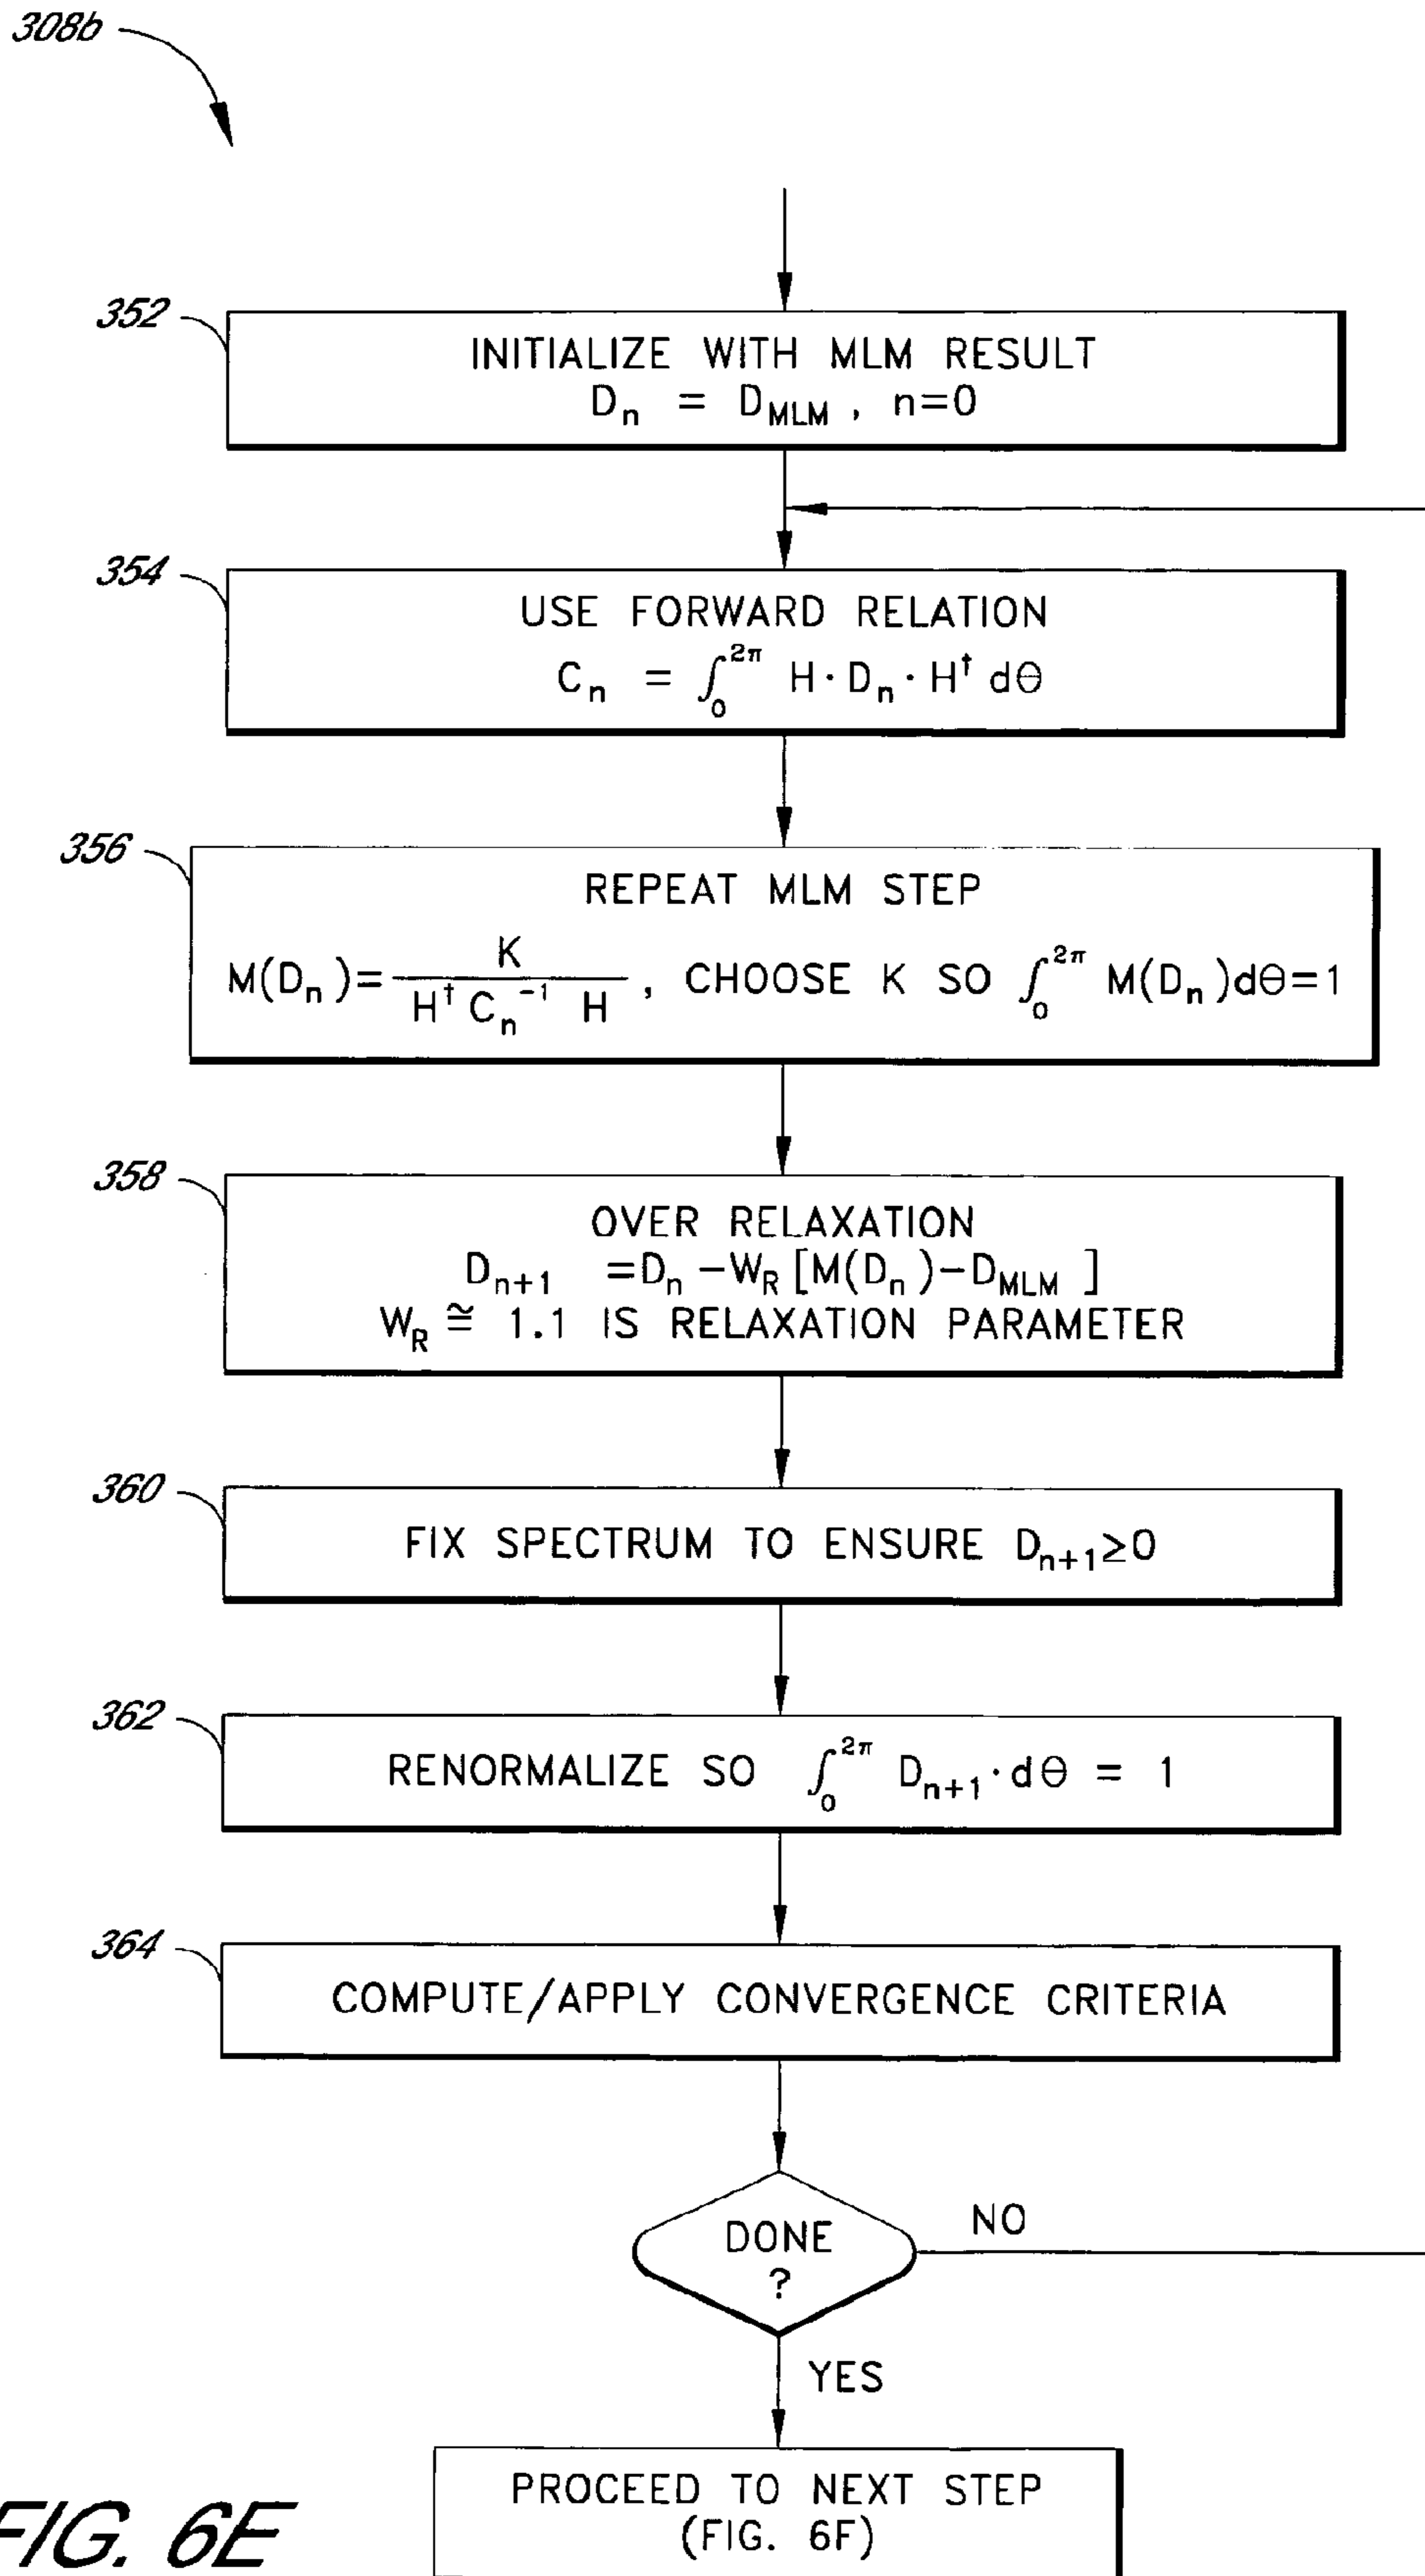 308b
352
INITIALIZE WITH MLM RESULT
Dₙ = D_MLM , n=0
354
USE FORWARD RELATION
Cₙ = ∫₀^2π H · Dₙ · H† dΘ
356
REPEAT MLM STEP
M(Dₙ)= K / (H† Cₙ⁻¹ H) , CHOOSE K SO ∫₀^2π M(Dₙ)dΘ=1
358
OVER RELAXATION
Dₙ₊₁ =Dₙ –W_R [M(Dₙ)–D_MLM ]
W_R ≅ 1.1 IS RELAXATION PARAMETER
360
FIX SPECTRUM TO ENSURE Dₙ₊₁≥0
362
RENORMALIZE SO ∫₀^2π Dₙ₊₁ · dΘ = 1
364
COMPUTE/APPLY CONVERGENCE CRITERIA
DONE
?
NO
YES
PROCEED TO NEXT STEP
(FIG. 6F)
FIG. 6E